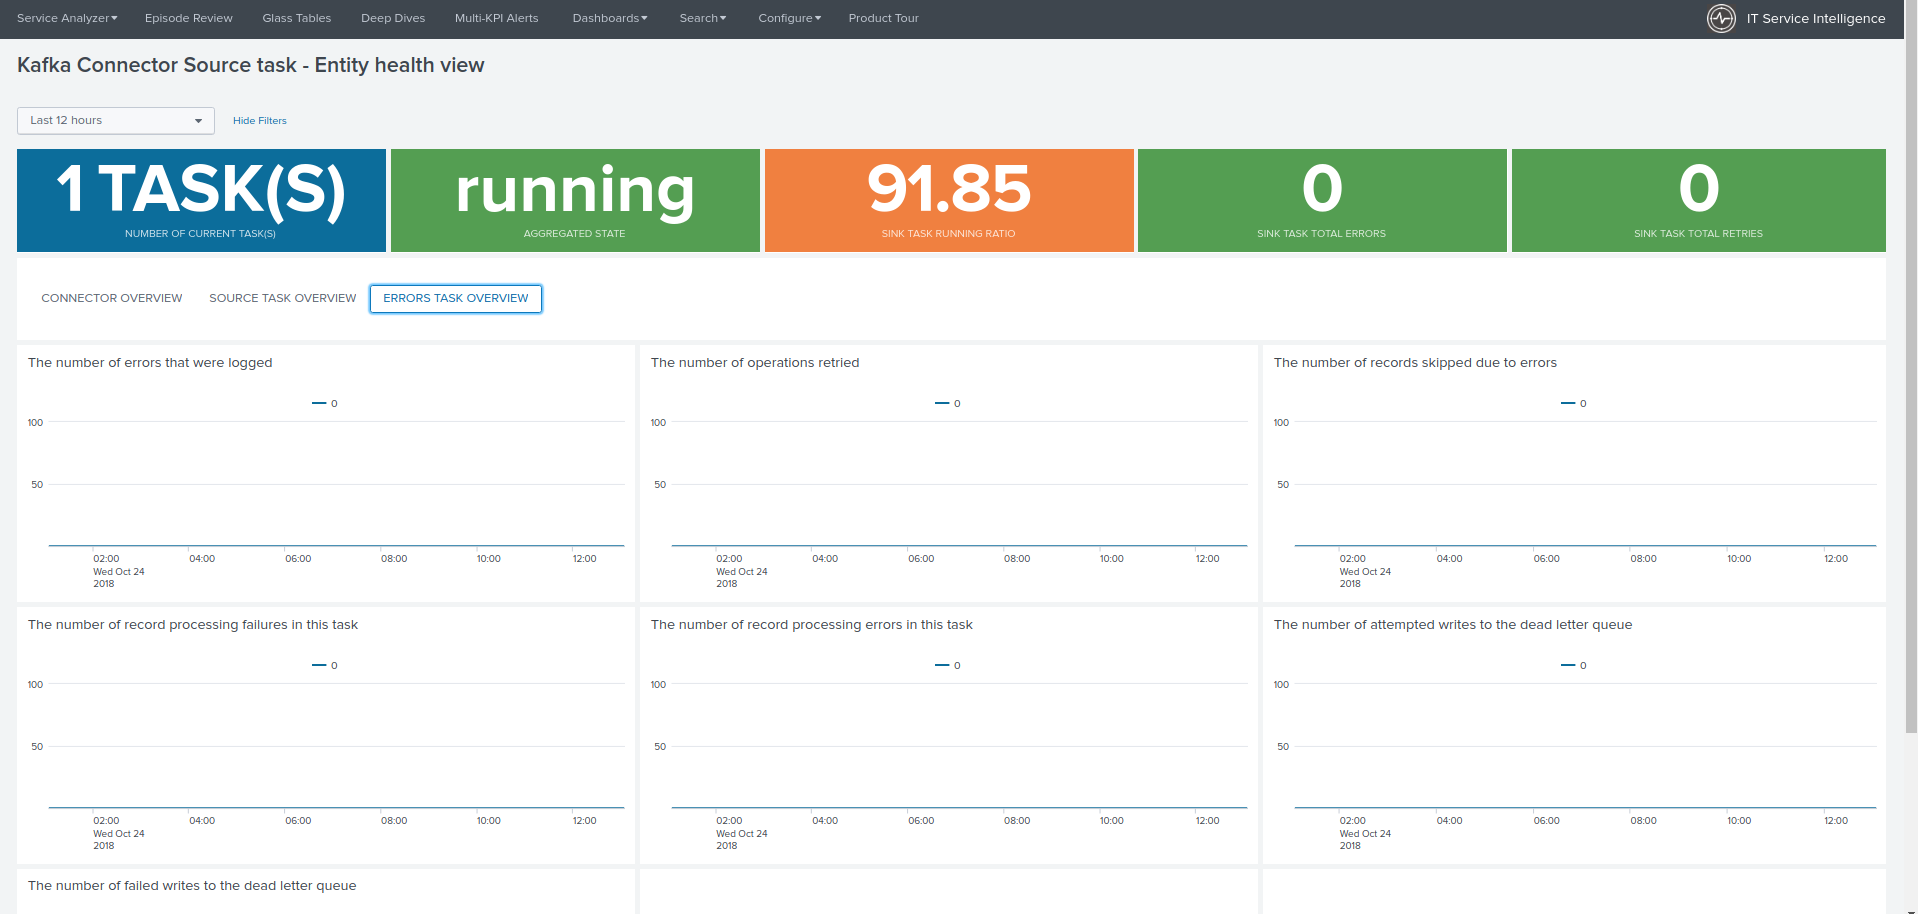 Service Analyzer Episode Review Glass Tables Deep Dives Multi-KPI Alerts Dashboards Search Configure Product Tour IT Service Intelligence
Kafka Connector Source task - Entity health view
Last 12 hours Hide Filters
1 TASK(S) running 91.85 0 0
NUMBER OF CURRENT TASK(S) AGGREGATED STATE SINK TASK RUNNING RATIO SINK TASK TOTAL ERRORS SINK TASK TOTAL RETRIES
CONNECTOR OVERVIEW SOURCE TASK OVERVIEW ERRORS TASK OVERVIEW
The number of errors that were logged
0
100
50
02:00 04:00 06:00 08:00 10:00 12:00
Wed Oct 24
2018
The number of operations retried
0
100
50
02:00 04:00 06:00 08:00 10:00 12:00
Wed Oct 24
2018
The number of records skipped due to errors
0
100
50
02:00 04:00 06:00 08:00 10:00 12:00
Wed Oct 24
2018
The number of record processing failures in this task
0
100
50
02:00 04:00 06:00 08:00 10:00 12:00
Wed Oct 24
2018
The number of record processing errors in this task
0
100
50
02:00 04:00 06:00 08:00 10:00 12:00
Wed Oct 24
2018
The number of attempted writes to the dead letter queue
0
100
50
02:00 04:00 06:00 08:00 10:00 12:00
Wed Oct 24
2018
The number of failed writes to the dead letter queue